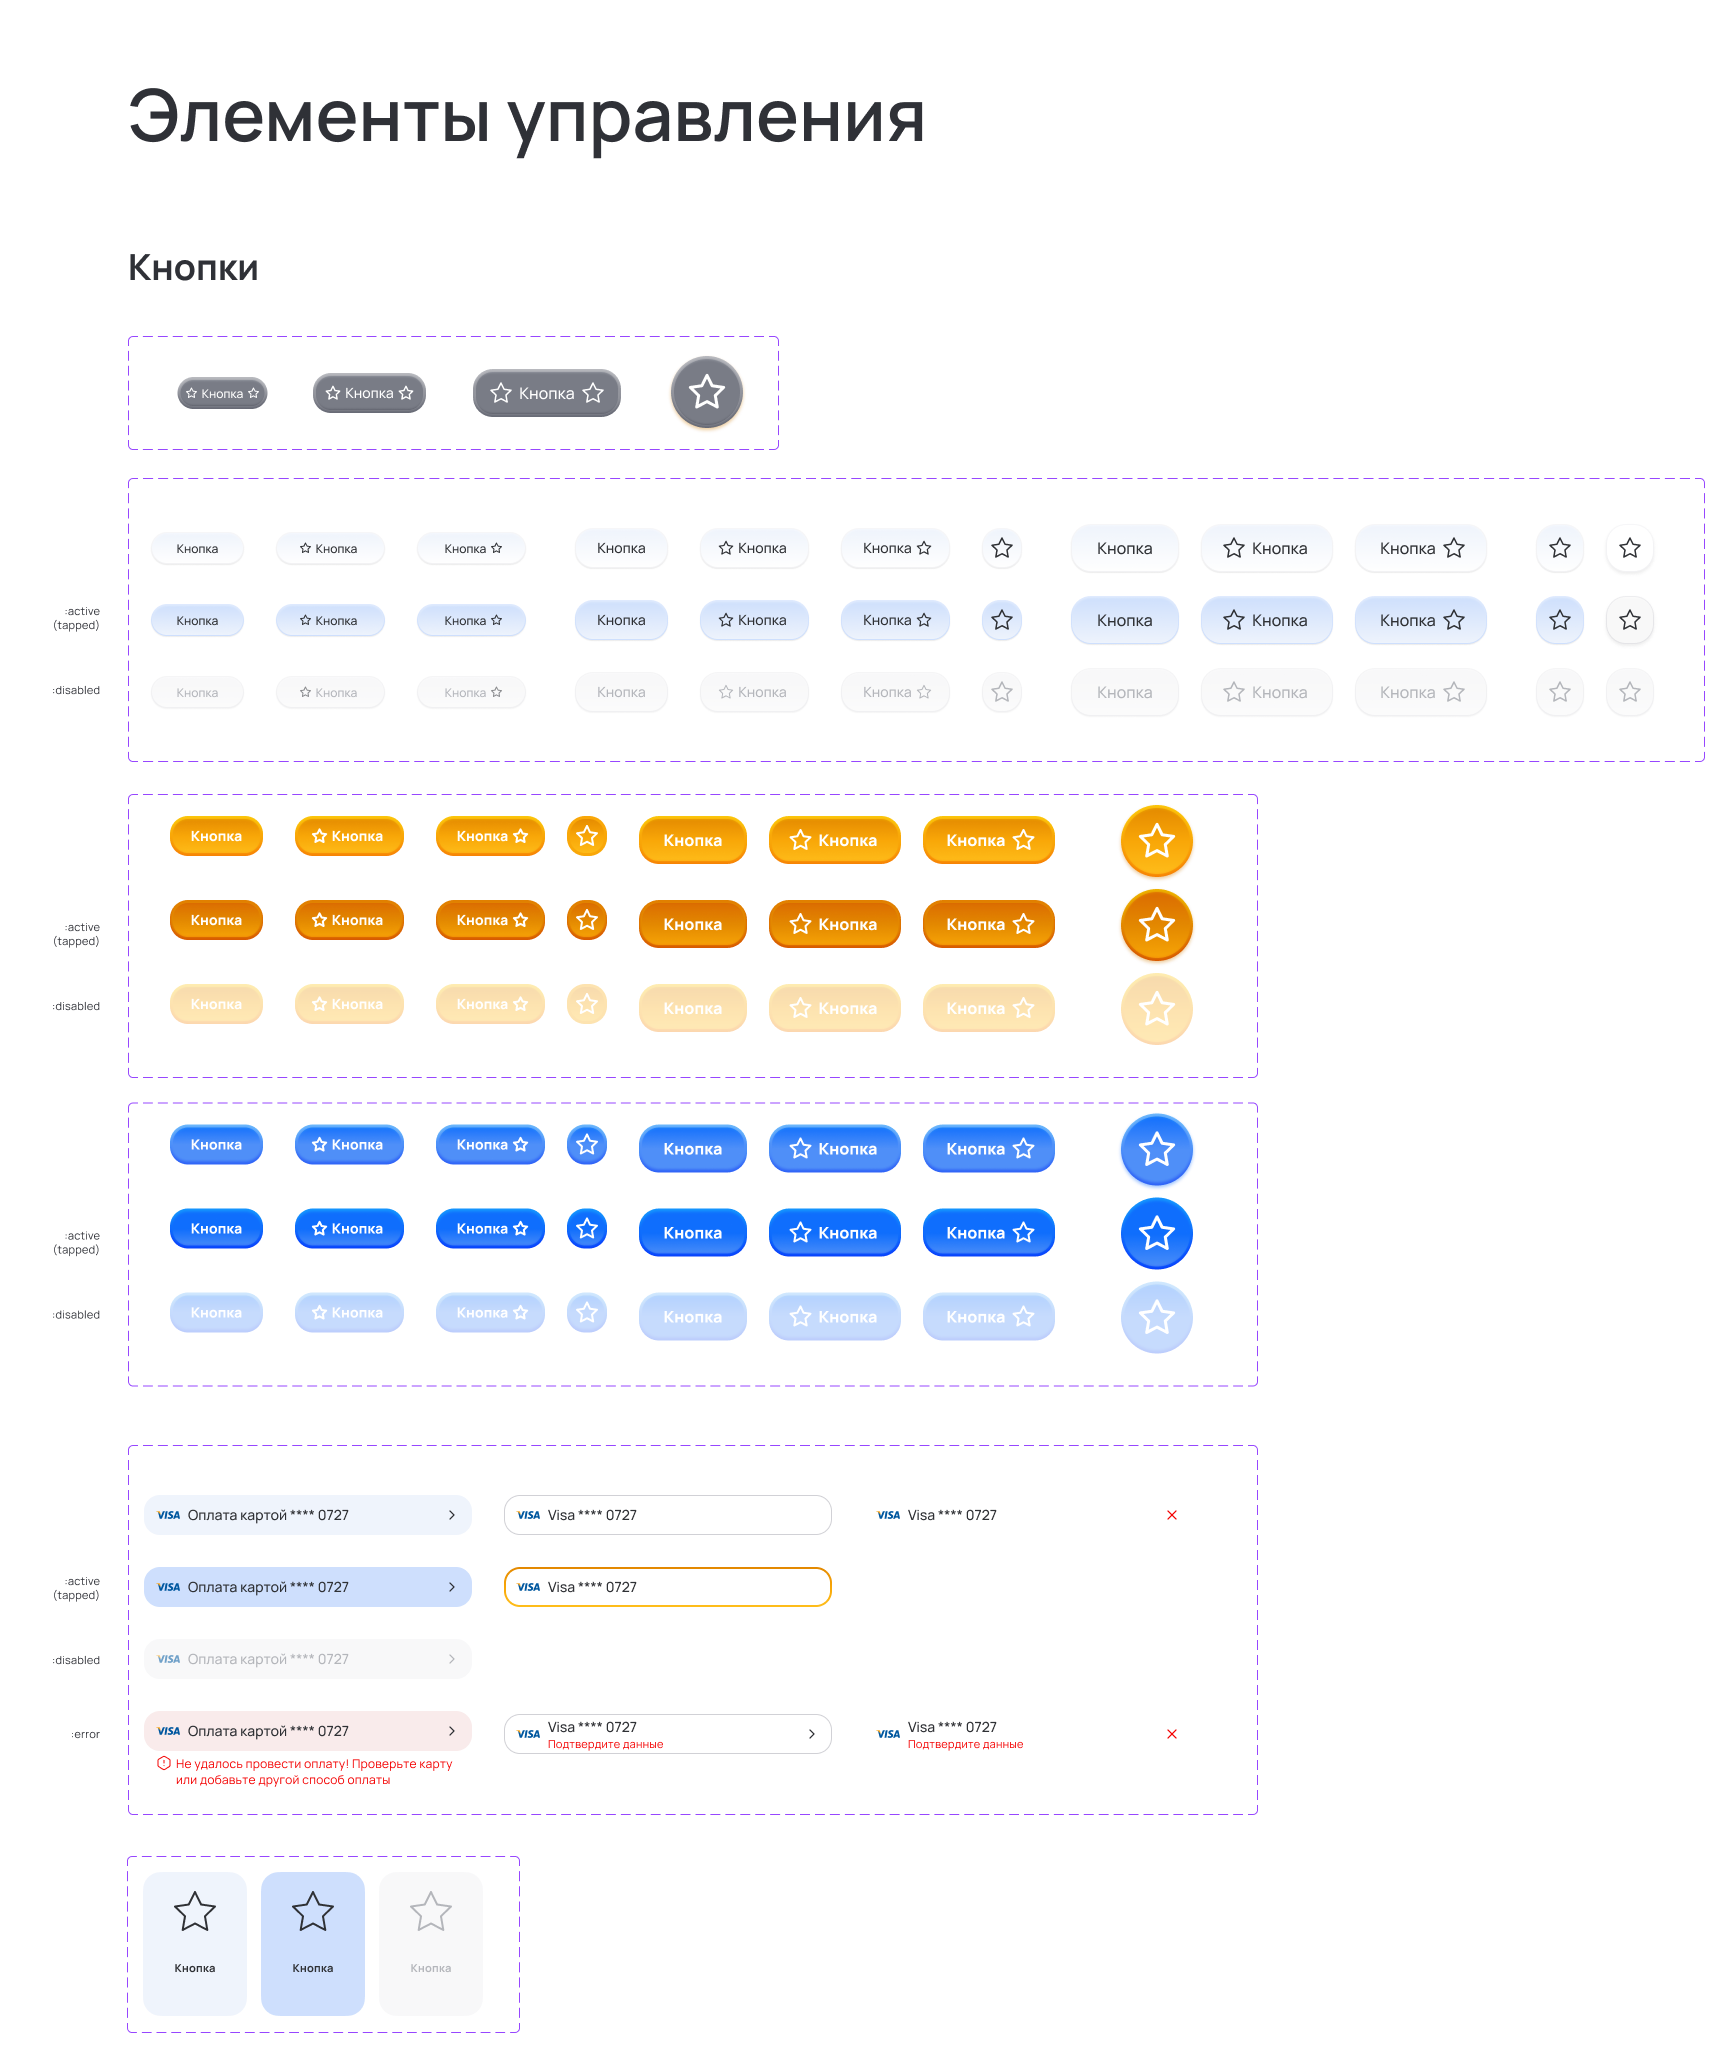 Элементы управления
Кнопки
Кнопка Кнопка Кнопка
Кнопка Кнопка Кнопка Кнопка Кнопка Кнопка Кнопка Кнопка Кнопка
:active
(tapped)
Кнопка Кнопка Кнопка Кнопка Кнопка Кнопка Кнопка Кнопка Кнопка
:disabled
Кнопка Кнопка Кнопка Кнопка Кнопка Кнопка Кнопка Кнопка Кнопка
Кнопка Кнопка Кнопка Кнопка Кнопка Кнопка
:active
(tapped)
Кнопка Кнопка Кнопка Кнопка Кнопка Кнопка
:disabled
Кнопка Кнопка Кнопка Кнопка Кнопка Кнопка
Кнопка Кнопка Кнопка Кнопка Кнопка Кнопка
:active
(tapped)
Кнопка Кнопка Кнопка Кнопка Кнопка Кнопка
:disabled
Кнопка Кнопка Кнопка Кнопка Кнопка Кнопка
VISA Оплата картой **** 0727
VISA Visa **** 0727
VISA Visa **** 0727
:active
(tapped)
VISA Оплата картой **** 0727
VISA Visa **** 0727
:disabled
VISA Оплата картой **** 0727
:error
VISA Оплата картой **** 0727
Не удалось провести оплату! Проверьте карту
или добавьте другой способ оплаты
VISA Visa **** 0727
Подтвердите данные
VISA Visa **** 0727
Подтвердите данные
Кнопка Кнопка Кнопка